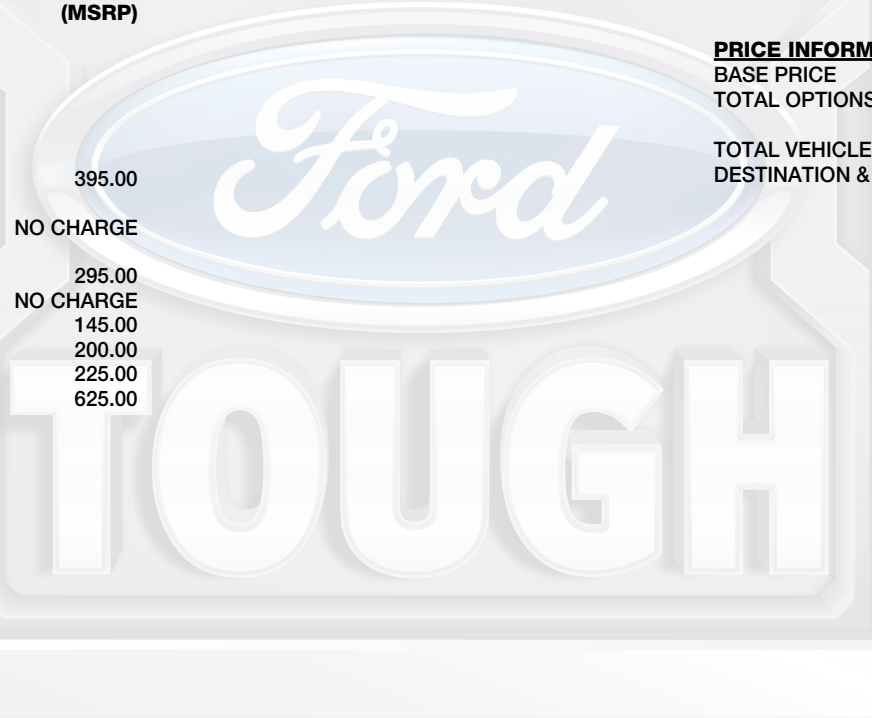 (MSRP)
395.00
NO CHARGE
295.00
NO CHARGE
145.00
200.00
225.00
625.00
PRICE INFORM
BASE PRICE
TOTAL OPTIONS
TOTAL VEHICLE
DESTINATION &
Ford
TOUGH